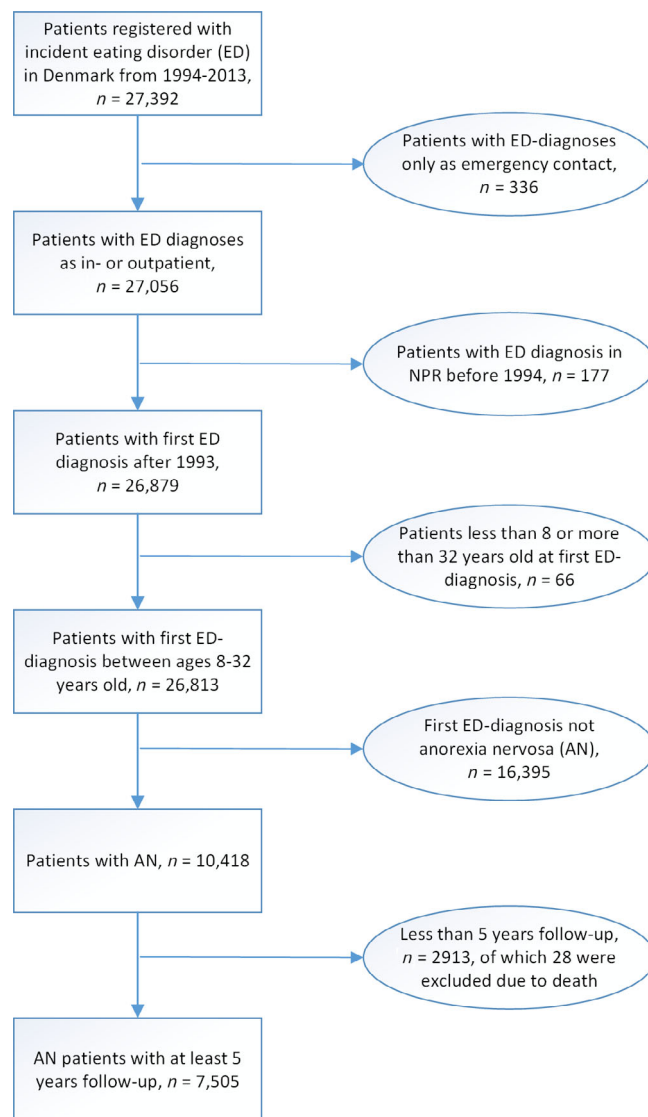 Patients registered with
incident eating disorder (ED)
in Denmark from 1994-2013,
n = 27,392
Patients with ED-diagnoses
only as emergency contact,
n = 336
Patients with ED diagnoses
as in- or outpatient,
n = 27,056
Patients with ED diagnosis in
NPR before 1994, n = 177
Patients with first ED
diagnosis after 1993,
n = 26,879
Patients less than 8 or more
than 32 years old at first ED-
diagnosis, n = 66
Patients with first ED-
diagnosis between ages 8-32
years old, n = 26,813
First ED-diagnosis not
anorexia nervosa (AN),
n = 16,395
Patients with AN, n = 10,418
Less than 5 years follow-up,
n = 2913, of which 28 were
excluded due to death
AN patients with at least 5
years follow-up, n = 7,505